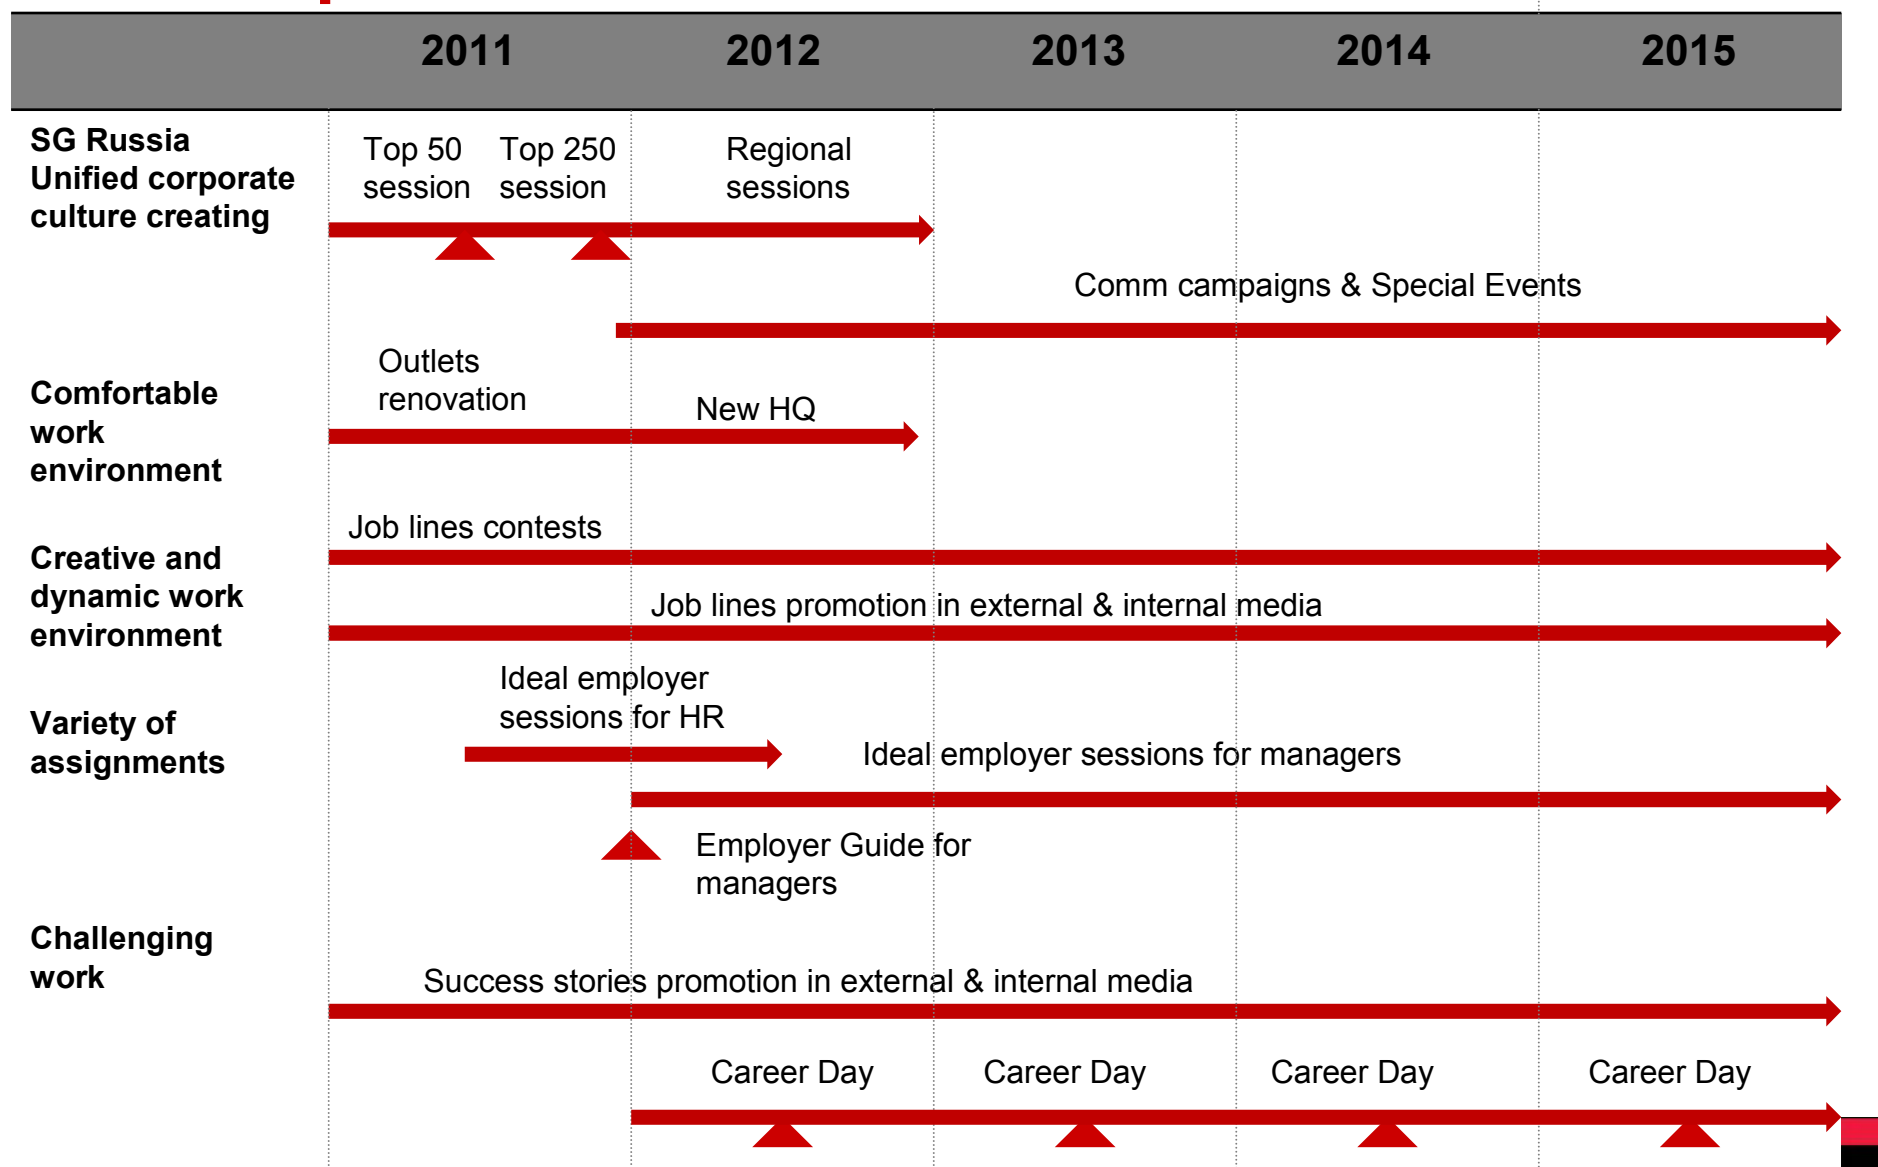 2011 2012 2013 2014 2015
SG Russia
Unified corporate
culture creating
Top 50
session
Top 250
session
Regional
sessions
Comm campaigns & Special Events
Comfortable
work
environment
Outlets
renovation
New HQ
Creative and
dynamic work
environment
Job lines contests
Job lines promotion in external & internal media
Variety of
assignments
Ideal employer
sessions for HR
Ideal employer sessions for managers
Employer Guide for
managers
Challenging
work
Success stories promotion in external & internal media
Career Day Career Day Career Day Career Day